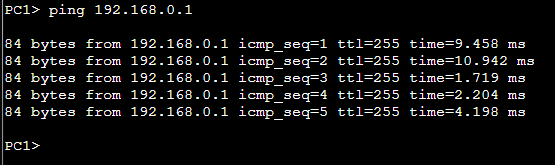 PC1> ping 192.168.0.1
84 bytes from 192.168.0.1 icmp_seq=1 ttl=255 time=9.458 ms
84 bytes from 192.168.0.1 icmp_seq=2 ttl=255 time=10.942 ms
84 bytes from 192.168.0.1 icmp_seq=3 ttl=255 time=1.719 ms
84 bytes from 192.168.0.1 icmp_seq=4 ttl=255 time=2.204 ms
84 bytes from 192.168.0.1 icmp_seq=5 ttl=255 time=4.198 ms
PC1>